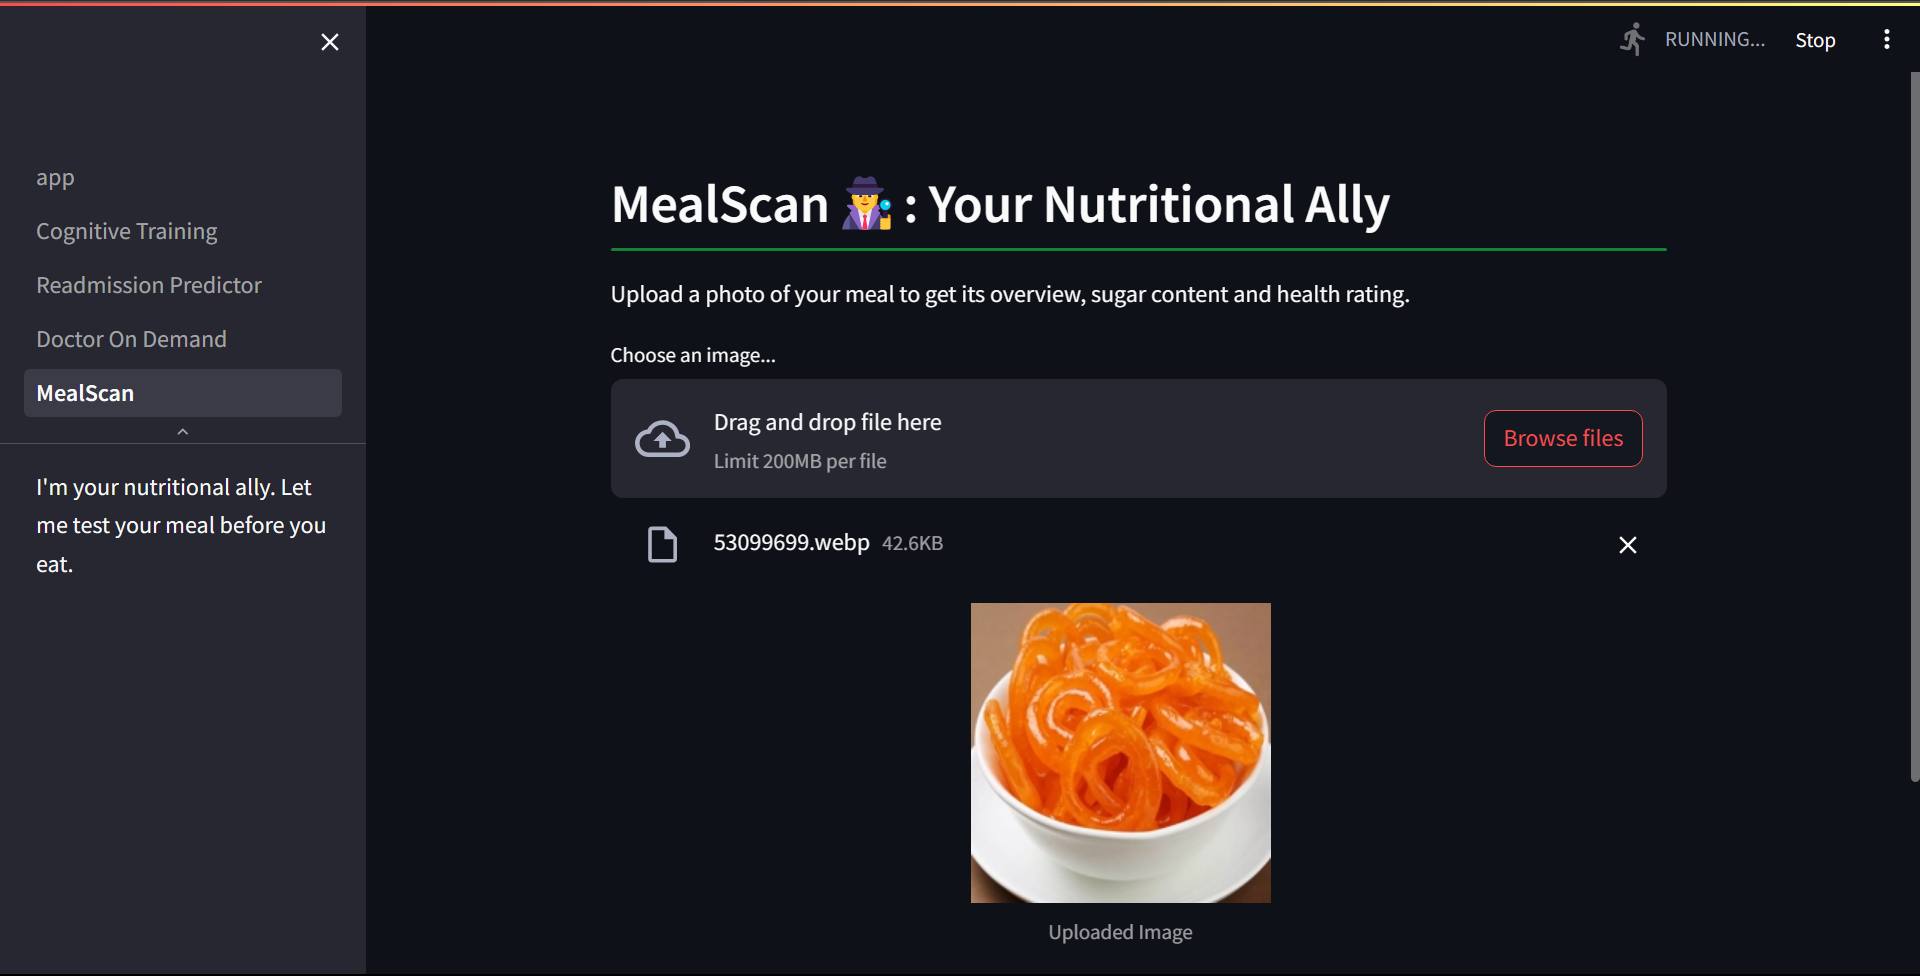 RUNNING...
Stop
app
Cognitive Training
Readmission Predictor
Doctor On Demand
MealScan
I'm your nutritional ally. Let
me test your meal before you
eat.
MealScan : Your Nutritional Ally
Upload a photo of your meal to get its overview, sugar content and health rating.
Choose an image...
Drag and drop file here
Limit 200MB per file
Browse files
53099699.webp 42.6KB
Uploaded Image